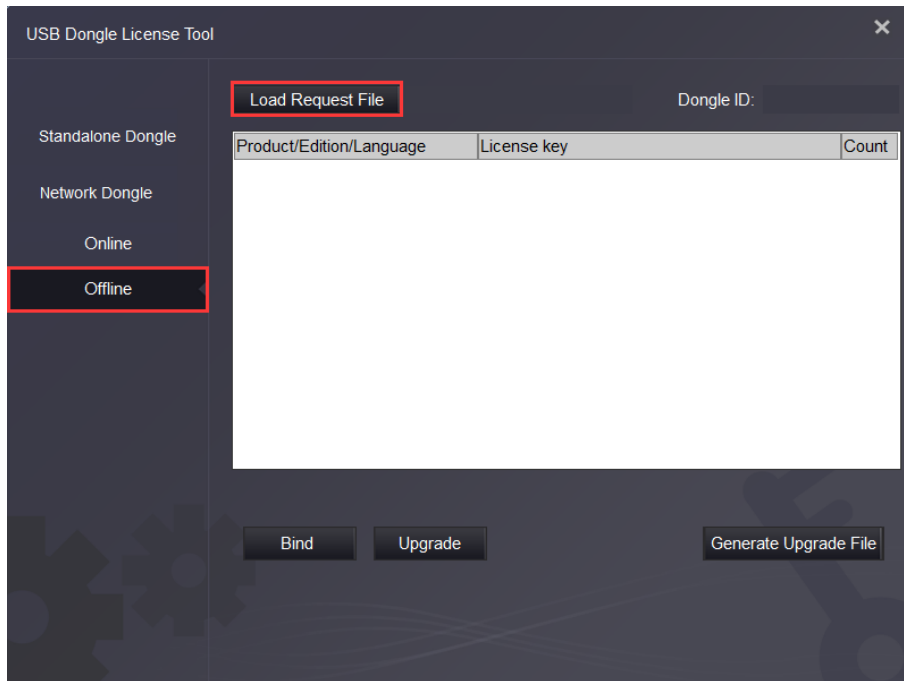 USB Dongle License Tool
Load Request File
Dongle ID:
Standalone Dongle
Product/Edition/Language License key Count
Network Dongle
Online
Offline
Bind Upgrade Generate Upgrade File